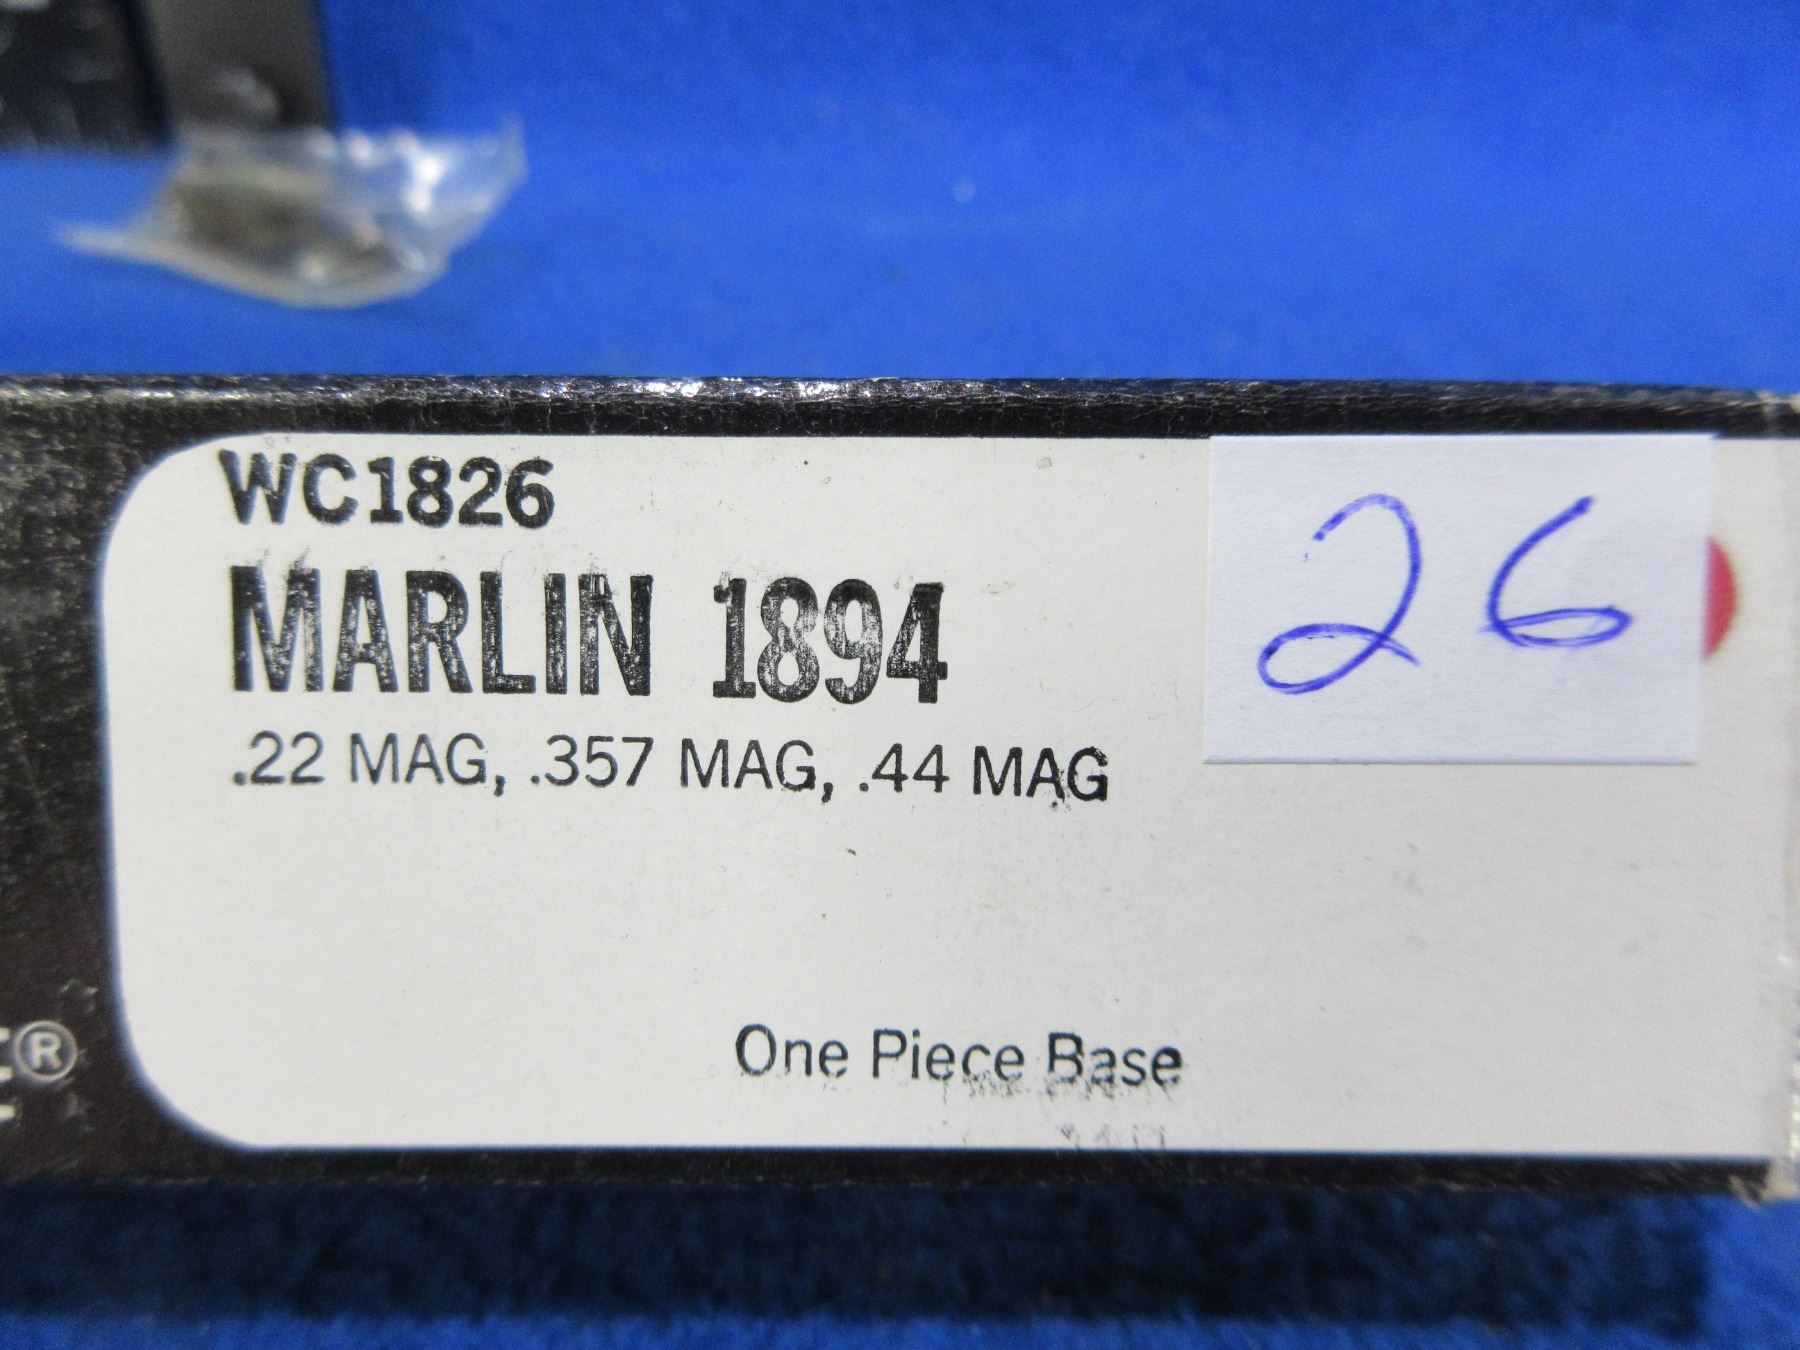 WC1826
26
MARLIN 1894
.22 MAG, .357 MAG, .44 MAG
One Piece Base
®